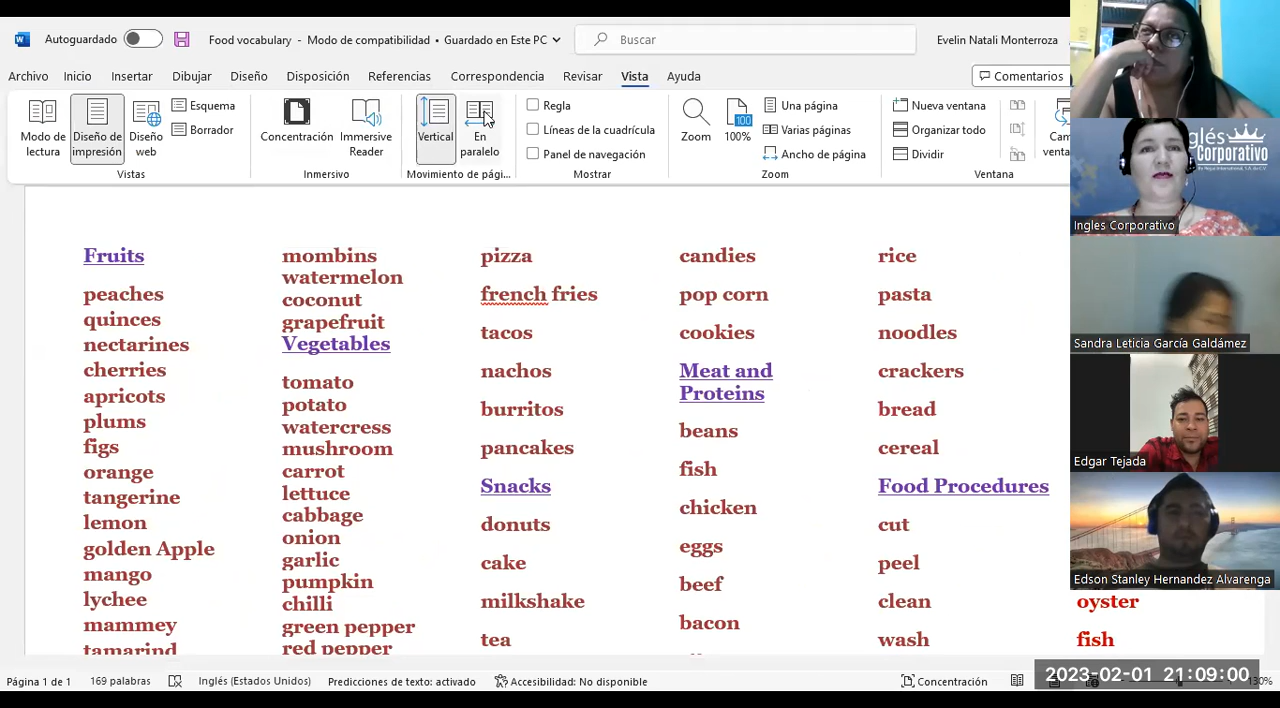 Autoguardado
Food vocabulary - Modo de compatibilidad • Guardado en Este PC
Buscar
Evelin Natali Monterroza
Archivo Inicio Insertar Dibujar Diseño Disposición Referencias Correspondencia Revisar Vista Ayuda
Comentarios
Modo de lectura
Diseño de impresión
Diseño web
Esquema
Borrador
Vistas
Concentración
Immersive Reader
Inmersivo
Vertical
En paralelo
Movimiento de pági...
Regla
Líneas de la cuadrícula
Panel de navegación
Mostrar
Zoom
100
100%
Una página
Varias páginas
Ancho de página
Zoom
Nueva ventana
Organizar todo
Dividir
Ventana
Fruits
peaches
quinces
nectarines
cherries
apricots
plums
figs
orange
tangerine
lemon
golden Apple
mango
lychee
mammey
tamarind
mombins
watermelon
coconut
grapefruit
Vegetables
tomato
potato
watercress
mushroom
carrot
lettuce
cabbage
onion
garlic
pumpkin
chilli
green pepper
red pepper
pizza
french fries
tacos
nachos
burritos
pancakes
Snacks
donuts
cake
milkshake
tea
candies
pop corn
cookies
Meat and
Proteins
beans
fish
chicken
eggs
beef
bacon
rice
pasta
noodles
crackers
bread
cereal
Food Procedures
cut
peel
clean
wash
oyster
fish
Ingles Corporativo
Sandra Leticia García Galdámez
Edgar Tejada
Edson Stanley Hernandez Alvarenga
Página 1 de 1
169 palabras
Inglés (Estados Unidos)
Predicciones de texto: activado
Accesibilidad: No disponible
Concentración
2023-02-01 21:09:00
130%